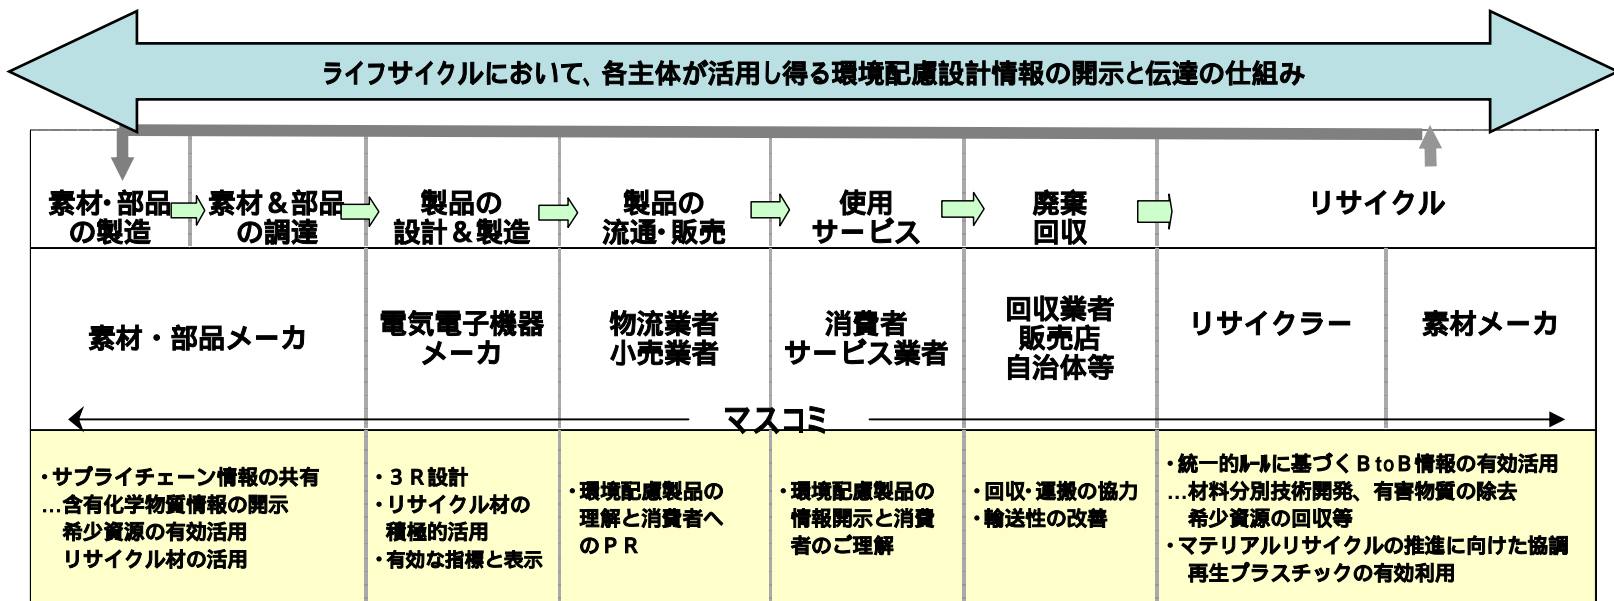 ライフサイクルにおいて、各主体が活用し得る環境配慮設計情報の開示と伝達の仕組み
素材・部品
の製造
素材&部品
の調達
製品の
設計&製造
製品の
流通・販売
使用
サービス
廃棄
回収
リサイクル
素材・部品メーカ
電気電子機器
メーカ
物流業者
小売業者
消費者
サービス業者
回収業者
販売店
自治体等
リサイクラー
素材メーカ
マスコミ
・サプライチェーン情報の共有
…含有化学物質情報の開示
希少資源の有効活用
リサイクル材の活用
・3R設計
・リサイクル材の
積極的活用
・有効な指標と表示
・環境配慮製品の
理解と消費者へ
のPR
・環境配慮製品の
情報開示と消費
者のご理解
・回収・運搬の協力
・輸送性の改善
・統一的ルールに基づくBtoB情報の有効活用
…材料分別技術開発、有害物質の除去
希少資源の回収等
・マテリアルリサイクルの推進に向けた協調
再生プラスチックの有効利用